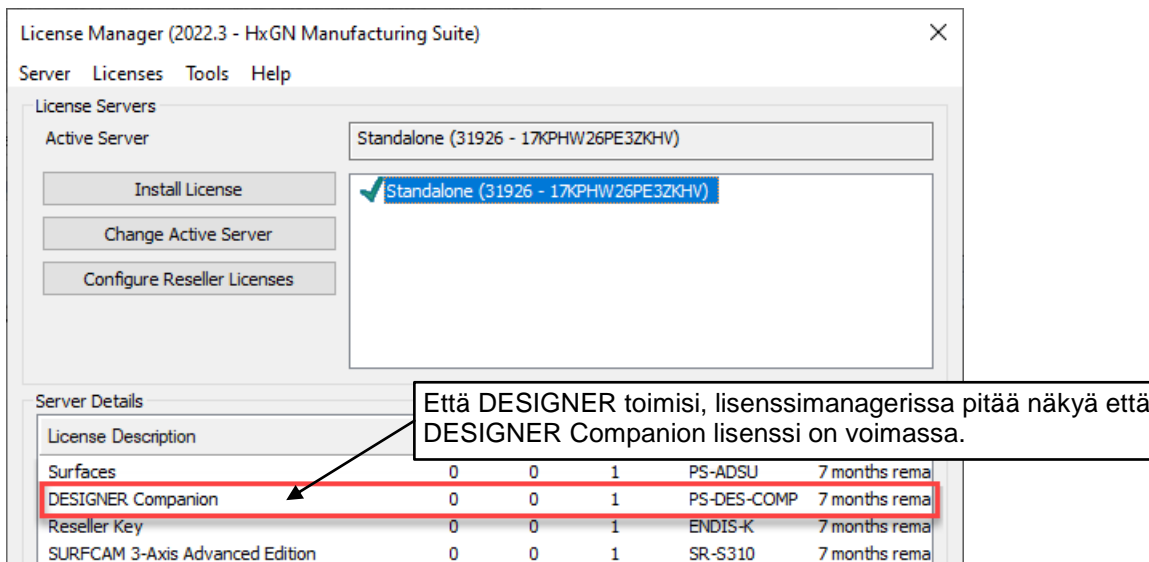 License Manager (2022.3 - HxGN Manufacturing Suite)
Server Licenses Tools Help
License Servers
Active Server Standalone (31926 - 17KPHW26PE3ZKHV)
Install License
Standalone (31926 - 17KPHW26PE3ZKHV)
Change Active Server
Configure Reseller Licenses
Server Details
Että DESIGNER toimisi, lisenssimanagerissa pitää näkyä että
DESIGNER Companion lisenssi on voimassa.
License Description
Surfaces 0 0 1 PS-ADSU 7 months rema
DESIGNER Companion 0 0 1 PS-DES-COMP 7 months rema
Reseller Key 0 0 1 ENDIS-K 7 months rema
SURFCAM 3-Axis Advanced Edition 0 0 1 SR-S310 7 months rema